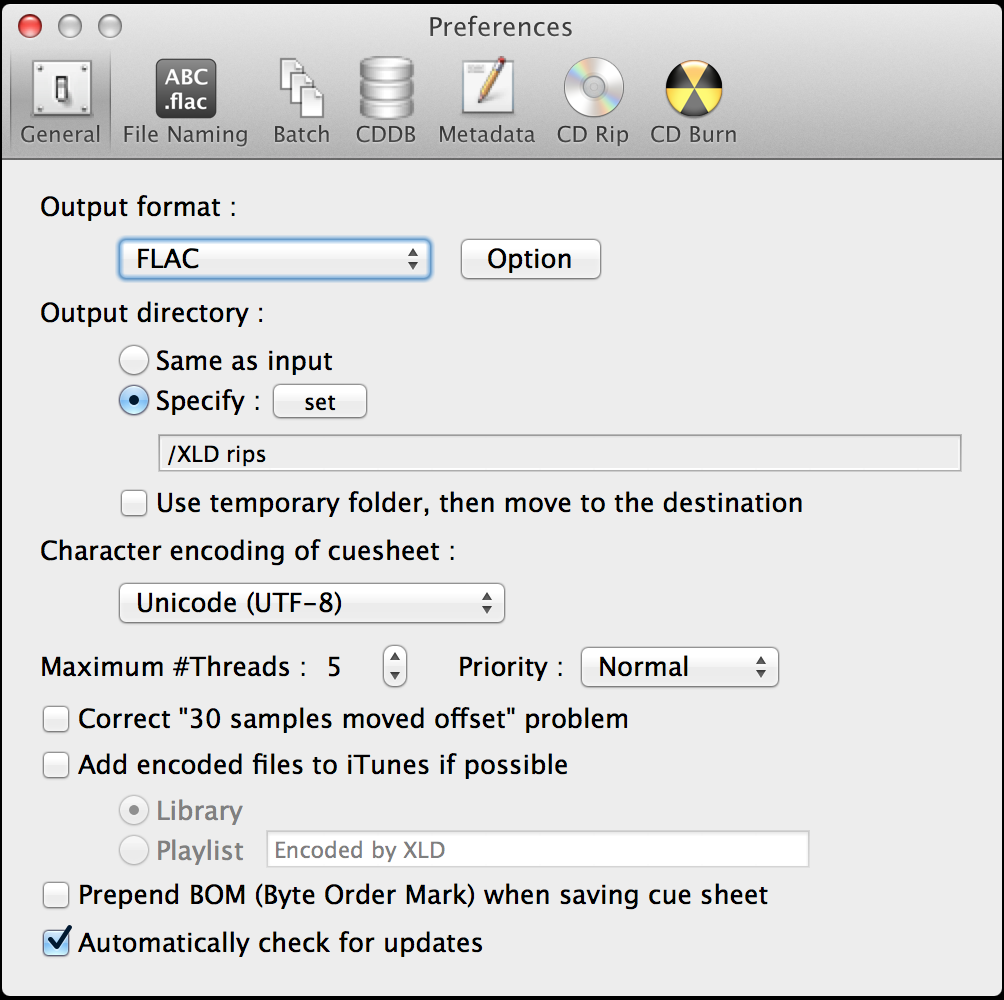 Preferences
ABC
.flac
General File Naming Batch CDDB Metadata CD Rip CD Burn
Output format :
FLAC Option
Output directory :
Same as input
Specify : set
/XLD rips
Use temporary folder, then move to the destination
Character encoding of cuesheet :
Unicode (UTF-8)
Maximum #Threads : 5 Priority : Normal
Correct "30 samples moved offset" problem
Add encoded files to iTunes if possible
Library
Playlist Encoded by XLD
Prepend BOM (Byte Order Mark) when saving cue sheet
Automatically check for updates